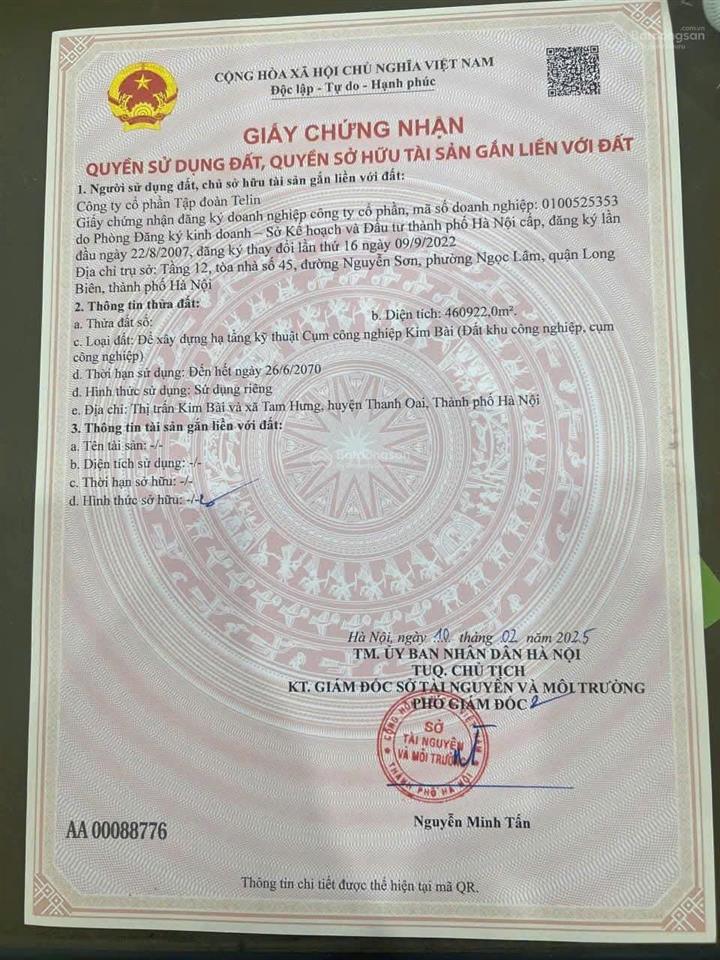 CỘNG HÒA XÃ HỘI CHỦ NGHĨA VIỆT NAM
Độc lập - Tự do - Hạnh phúc
GIẤY CHỨNG NHẬN
QUYỀN SỬ DỤNG ĐẤT, QUYỀN SỞ HỮU TÀI SẢN GẮN LIỀN VỚI ĐẤT
1. Người sử dụng đất, chủ sở hữu tài sản gắn liền với đất:
Công ty cổ phần Tập đoàn Telin
Giấy chứng nhận đăng ký doanh nghiệp công ty cổ phần, mã số doanh nghiệp: 0100525353
do Phòng Đăng ký kinh doanh – Sở Kế hoạch và Đầu tư thành phố Hà Nội cấp, đăng ký lần
đầu ngày 22/8/2007, đăng ký thay đổi lần thứ 16 ngày 09/9/2022
Địa chỉ trụ sở: Tầng 12, tòa nhà số 45, đường Nguyễn Sơn, phường Ngọc Lâm, quận Long
Biên, thành phố Hà Nội
2. Thông tin thửa đất:
a. Thửa đất số: b. Diện tích: 460922,0m².
c. Loại đất: Để xây dựng hạ tầng kỹ thuật Cụm công nghiệp Kim Bài (Đất khu công nghiệp, cụm
công nghiệp)
d. Thời hạn sử dụng: Đến hết ngày 26/6/2070
đ. Hình thức sử dụng: Sử dụng riêng
e. Địa chỉ: Thị trấn Kim Bài và xã Tam Hưng, huyện Thanh Oai, Thành phố Hà Nội
3. Thông tin tài sản gắn liền với đất:
a. Tên tài sản: -/-
b. Diện tích sử dụng: -/-
c. Thời hạn sở hữu: -/-
d. Hình thức sở hữu: -/-
Hà Nội, ngày 10 tháng 02 năm 2025
TM. ỦY BAN NHÂN DÂN HÀ NỘI
TUQ. CHỦ TỊCH
KT. GIÁM ĐỐC SỞ TÀI NGUYÊN VÀ MÔI TRƯỜNG
PHÓ GIÁM ĐỐC
SỞ
TÀI NGUYÊN
VÀ MÔI TRƯỜNG
THÀNH PHỐ HÀ NỘI
Nguyễn Minh Tấn
AA 00088776
Thông tin chi tiết được thể hiện tại mã QR.
Batdongsan